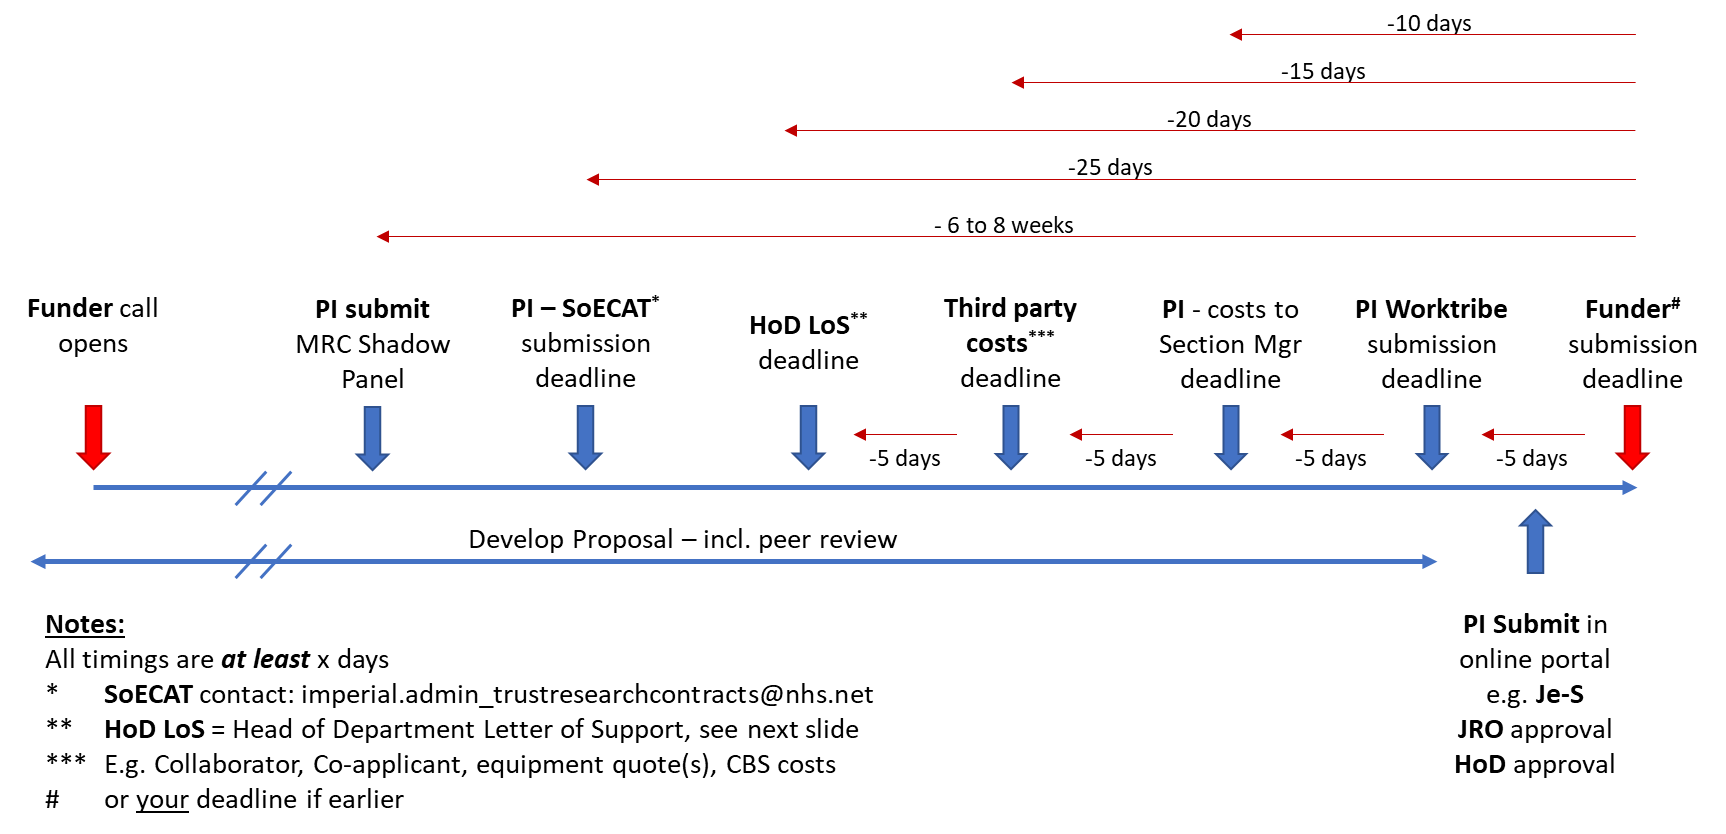 -10 days
-15 days
-20 days
-25 days
- 6 to 8 weeks
Funder call
opens
PI submit
MRC Shadow
Panel
PI – SoECAT*
submission
deadline
HoD LoS**
deadline
Third party
costs***
deadline
PI - costs to
Section Mgr
deadline
PI Worktribe
submission
deadline
Funder#
submission
deadline
-5 days
-5 days
-5 days
-5 days
Develop Proposal – incl. peer review
Notes:
All timings are at least x days
* SoECAT contact: imperial.admin_trustresearchcontracts@nhs.net
** HoD LoS = Head of Department Letter of Support, see next slide
*** E.g. Collaborator, Co-applicant, equipment quote(s), CBS costs
# or your deadline if earlier
PI Submit in
online portal
e.g. Je-S
JRO approval
HoD approval